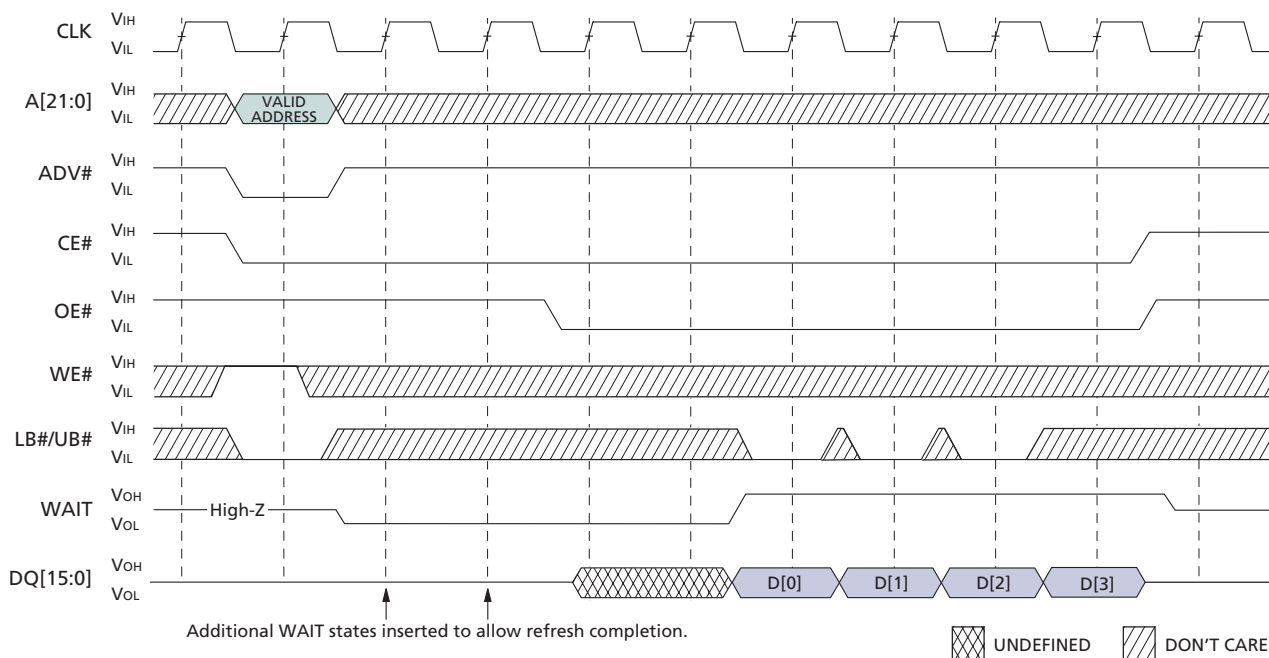 CLK VIH
VIL
A[21:0] VIH
VIL
VALID
ADDRESS
ADV# VIH
VIL
CE# VIH
VIL
OE# VIH
VIL
WE# VIH
VIL
LB#/UB# VIH
VIL
WAIT VOH
VOL
High-Z
DQ[15:0] VOH
VOL
D[0] D[1] D[2] D[3]
Additional WAIT states inserted to allow refresh completion.
UNDEFINED DON'T CARE